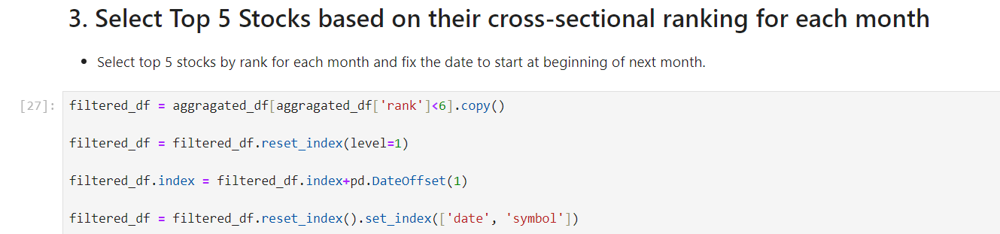 3. Select Top 5 Stocks based on their cross-sectional ranking for each month
• Select top 5 stocks by rank for each month and fix the date to start at beginning of next month.
[27]: filtered_df = aggragated_df[aggragated_df['rank']<6].copy()
filtered_df = filtered_df.reset_index(level=1)
filtered_df.index = filtered_df.index+pd.DateOffset(1)
filtered_df = filtered_df.reset_index().set_index(['date', 'symbol'])